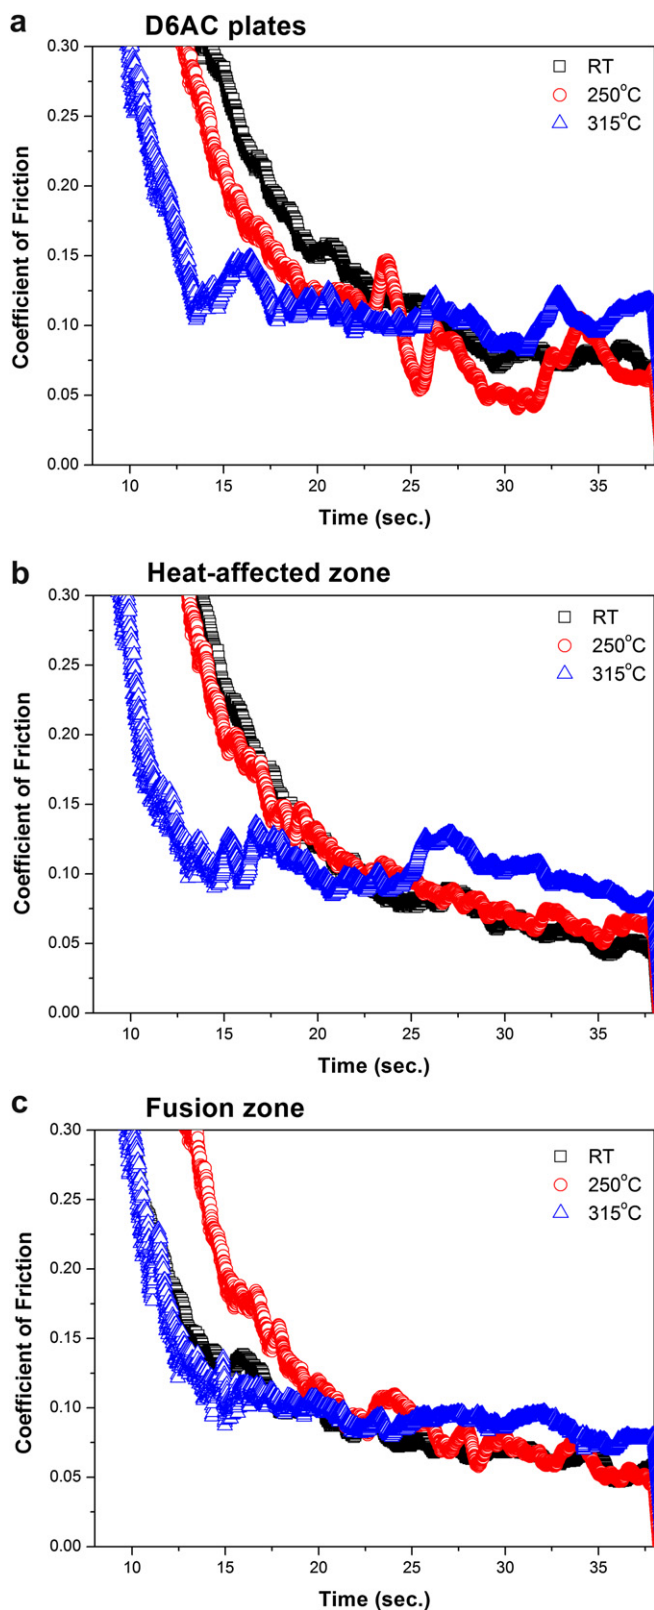 a
D6AC plates
0.30
0.25
0.20
0.15
0.10
0.05
0.00
Coefficient of Friction
RT
250°C
315°C
10 15 20 25 30 35
Time (sec.)
b
Heat-affected zone
0.30
0.25
0.20
0.15
0.10
0.05
0.00
Coefficient of Friction
RT
250°C
315°C
10 15 20 25 30 35
Time (sec.)
c
Fusion zone
0.30
0.25
0.20
0.15
0.10
0.05
0.00
Coefficient of Friction
RT
250°C
315°C
10 15 20 25 30 35
Time (sec.)